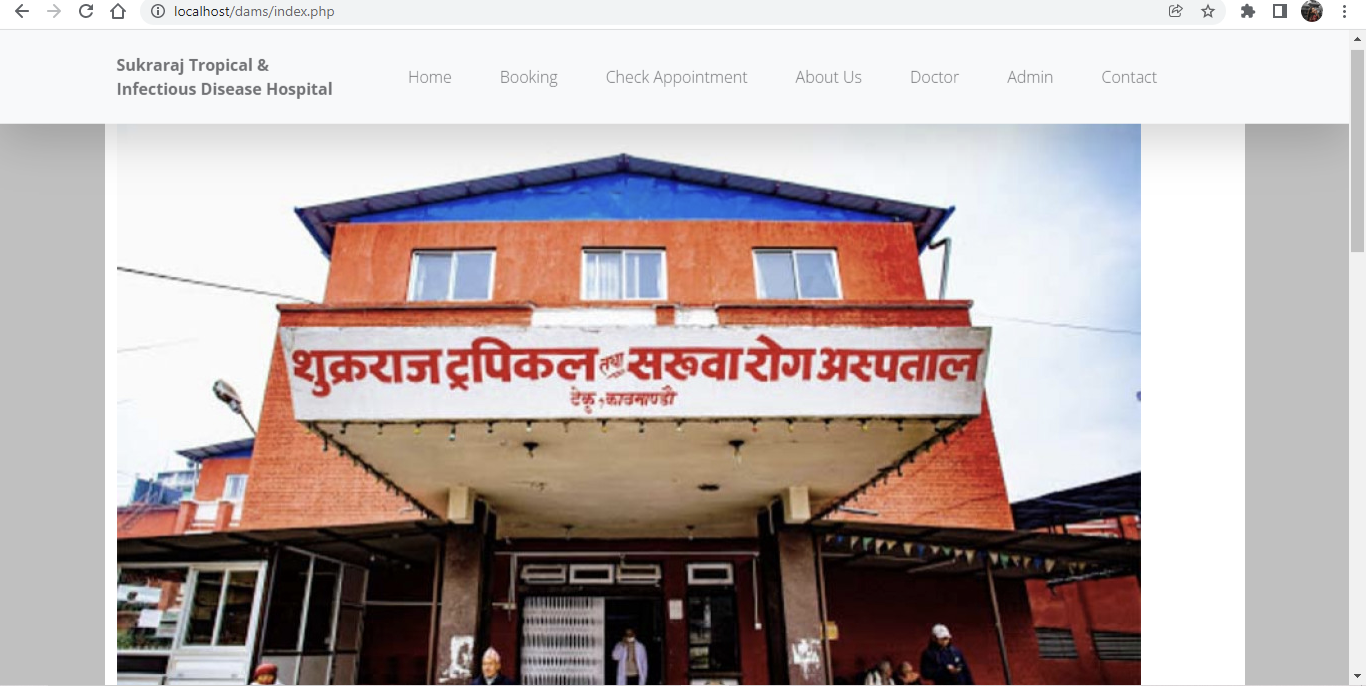 localhost/dams/index.php
Sukraraj Tropical &
Infectious Disease Hospital
Home Booking Check Appointment About Us Doctor Admin Contact
शुक्रराज ट्रपिकल तथा सरूवा रोग अस्पताल
टेकू, काठमाण्डौ